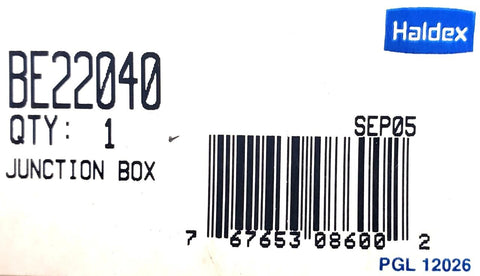 Haldex
BE22040
QTY: 1
SEP05
JUNCTION BOX
7 67653 08600 2
PGL 12026